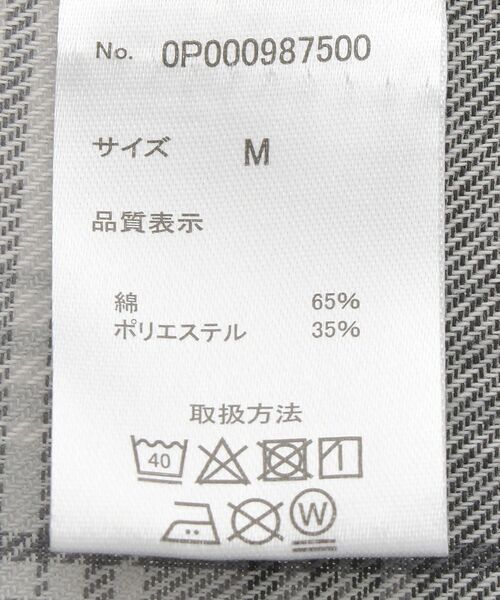 No. 0P000987500
サイズ M
品質表示
綿 65%
ポリエステル 35%
取扱方法
40
W